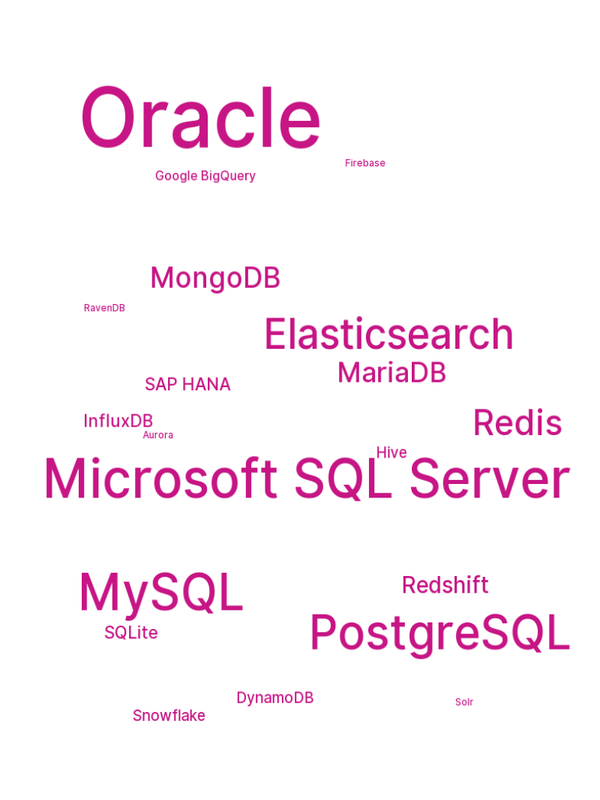 Oracle
Firebase
Google BigQuery
MongoDB
RavenDB
Elasticsearch
MariaDB
SAP HANA
InfluxDB
Redis
Aurora
Hive
Microsoft SQL Server
MySQL
Redshift
SQLite
PostgreSQL
DynamoDB
Solr
Snowflake